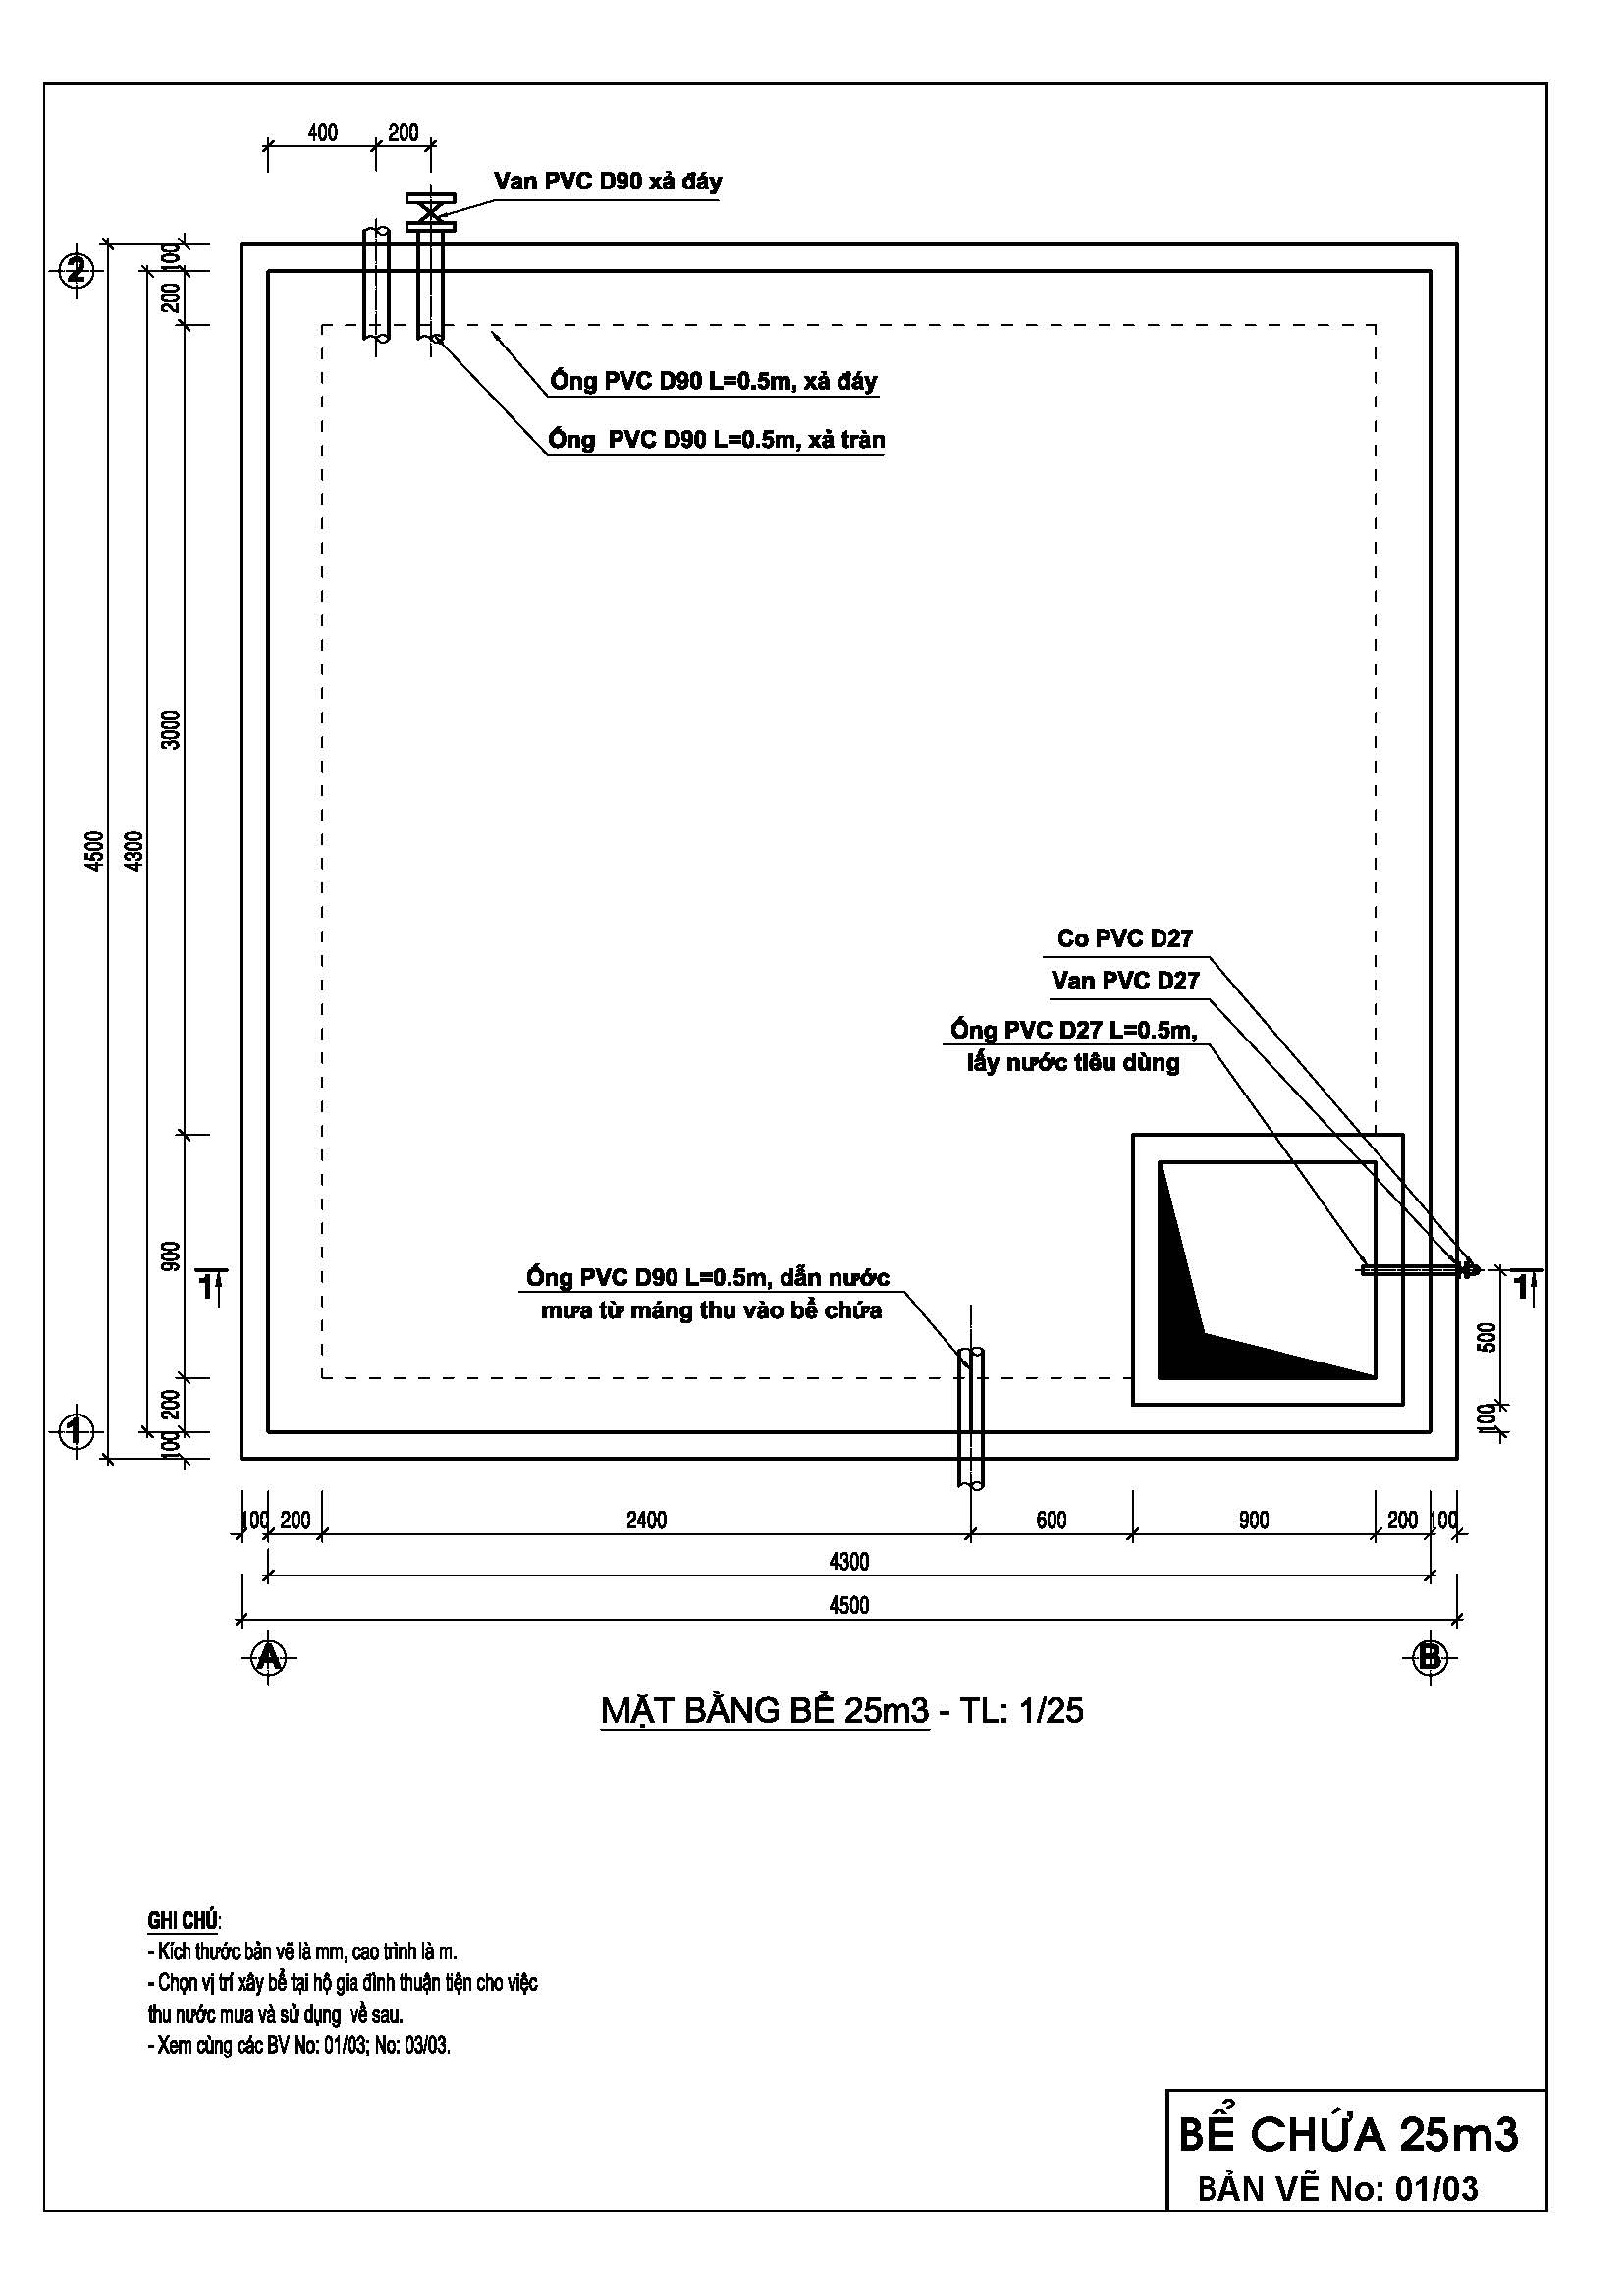 400
200
Van PVC D90 xả đáy
2
100
200
Ống PVC D90 L=0.5m, xả đáy
Ống PVC D90 L=0.5m, xả tràn
3000
4500
4300
Co PVC D27
Van PVC D27
Ống PVC D27 L=0.5m,
lấy nước tiêu dùng
900
1
Ống PVC D90 L=0.5m, dẫn nước
mưa từ máng thu vào bể chứa
1
500
200
100
1
100
100
200
2400
600
900
200
100
4300
4500
A
B
MẶT BẰNG BỂ 25m3 - TL: 1/25
GHI CHÚ:
- Kích thước bản vẽ là mm, cao trình là m.
- Chọn vị trí xây bể tại hộ gia đình thuận tiện cho việc
thu nước mưa và sử dụng về sau.
- Xem cùng các BV No: 01/03; No: 03/03.
BỂ CHỨA 25m3
BẢN VẼ No: 01/03